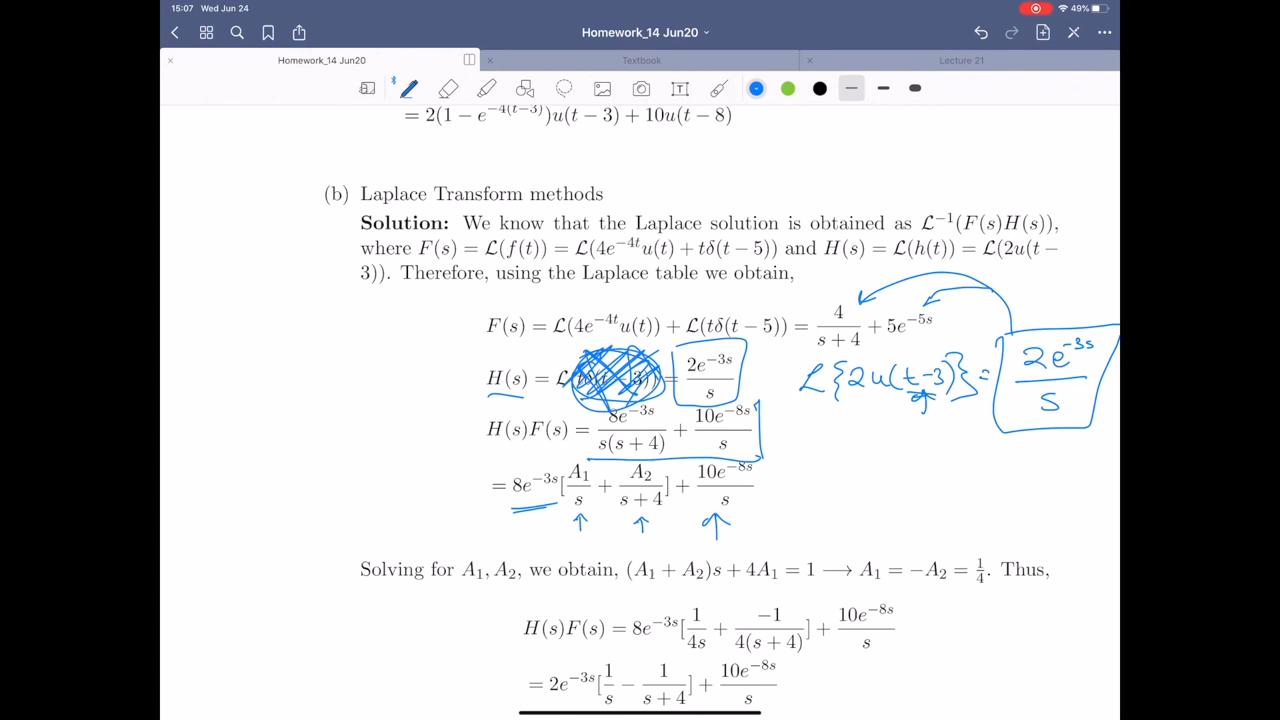 15:07 Wed Jun 24 49%
Homework_14 Jun20
Homework_14 Jun20 Textbook Lecture 21
= 2(1 − e^{−4(t−3)})u(t − 3) + 10u(t − 8)
(b) Laplace Transform methods
Solution: We know that the Laplace solution is obtained as ℒ^{−1}(F(s)H(s)),
where F(s) = ℒ(f(t)) = ℒ(4e^{−4t}u(t) + tδ(t − 5)) and H(s) = ℒ(h(t)) = ℒ(2u(t −
3)). Therefore, using the Laplace table we obtain,
F(s) = ℒ(4e^{−4t}u(t)) + ℒ(tδ(t − 5)) = 4/(s + 4) + 5e^{−5s}
H(s) = ℒ(tδ(t − 3)) = 2e^{−3s}/s ℒ{2u(t−3)} = 2e^{−3s}/s
H(s)F(s) = 8e^{−3s}/(s(s + 4)) + 10e^{−8s}/s
= 8e^{−3s}[A₁/s + A₂/(s + 4)] + 10e^{−8s}/s
Solving for A₁, A₂, we obtain, (A₁ + A₂)s + 4A₁ = 1 ⟶ A₁ = −A₂ = 1/4. Thus,
H(s)F(s) = 8e^{−3s}[1/(4s) + −1/(4(s + 4))] + 10e^{−8s}/s
= 2e^{−3s}[1/s − 1/(s + 4)] + 10e^{−8s}/s